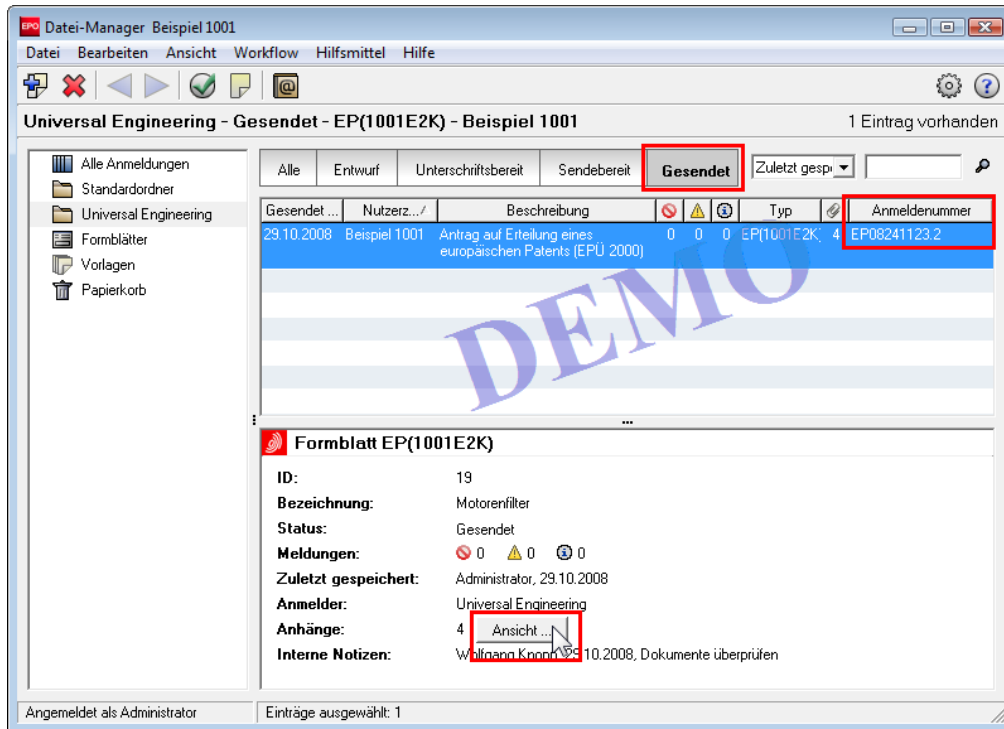 EPO Datei-Manager Beispiel 1001
Datei Bearbeiten Ansicht Workflow Hilfsmittel Hilfe
Universal Engineering - Gesendet - EP(1001E2K) - Beispiel 1001 1 Eintrag vorhanden
Alle Anmeldungen
Standardordner
Universal Engineering
Formblätter
Vorlagen
Papierkorb
Alle Entwurf Unterschriftsbereit Sendebereit Gesendet Zuletzt gesp
Gesendet ... Nutzerz... Beschreibung Typ Anmeldenummer
29.10.2008 Beispiel 1001 Antrag auf Erteilung eines 0 0 0 EP(1001E2K) 4 EP08241123.2
europäischen Patents (EPÜ 2000)
DEMO
Formblatt EP(1001E2K)
ID: 19
Bezeichnung: Motorenfilter
Status: Gesendet
Meldungen: 0 0 0
Zuletzt gespeichert: Administrator, 29.10.2008
Anmelder: Universal Engineering
Anhänge: 4 Ansicht ...
Interne Notizen: Wolfgang 29.10.2008, Dokumente überprüfen
Angemeldet als Administrator Einträge ausgewählt: 1